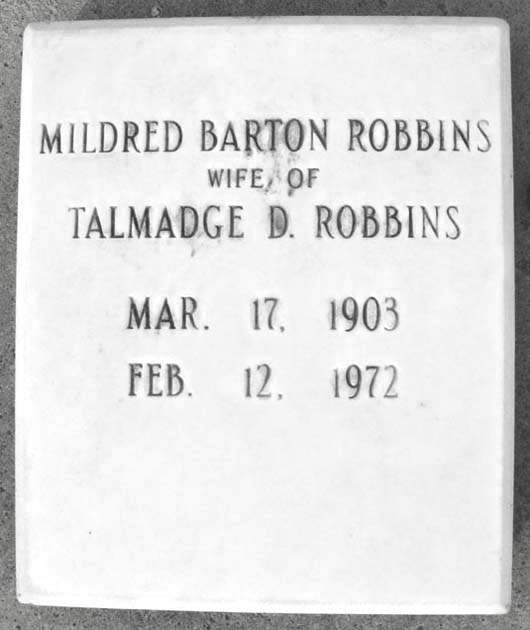 MILDRED BARTON ROBBINS
WIFE OF
TALMADGE D. ROBBINS
MAR. 17, 1903
FEB. 12, 1972